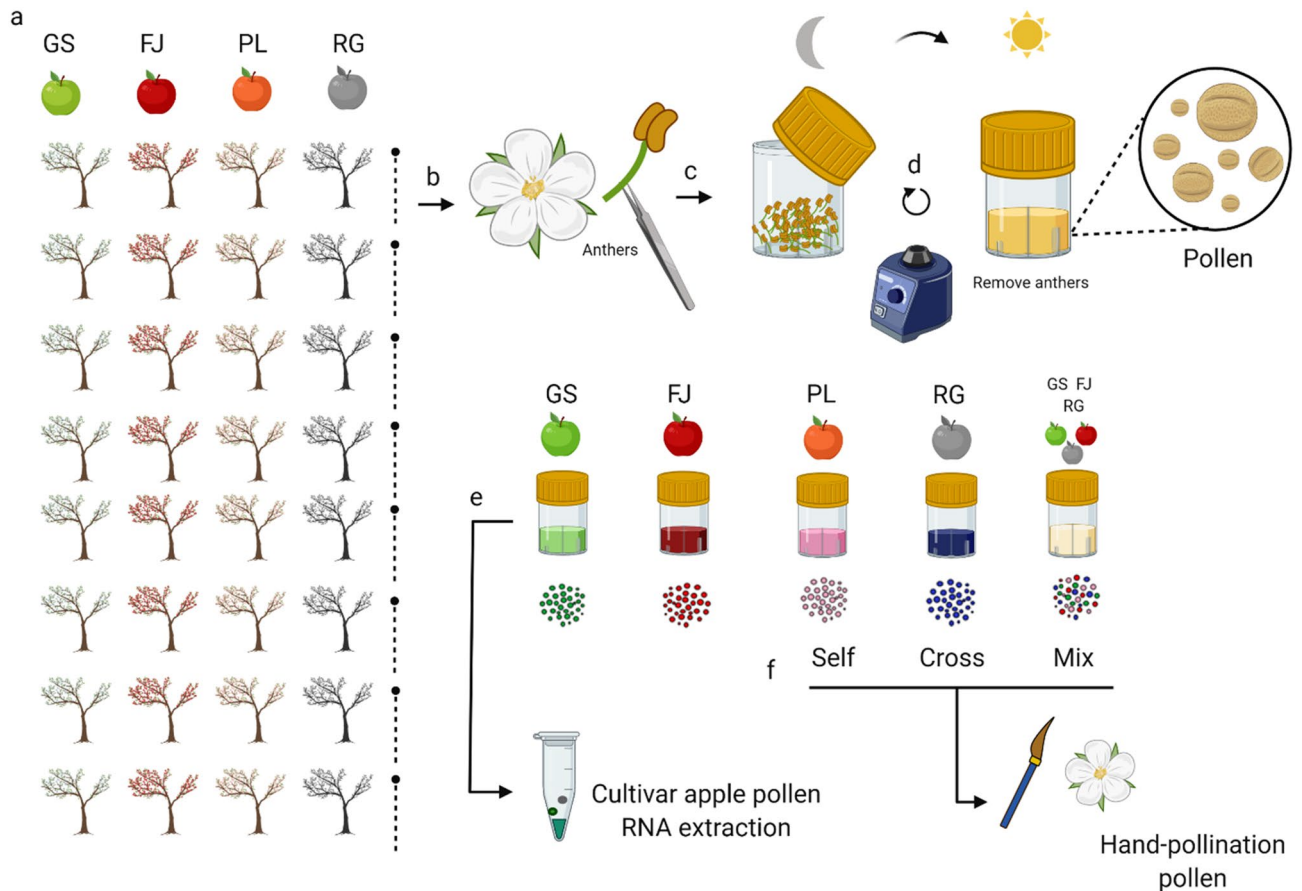 a
GS FJ PL RG
b
Anthers
c
d
Remove anthers
Pollen
GS FJ PL RG
GS FJ
RG
e
f
Self Cross Mix
Cultivar apple pollen
RNA extraction
Hand-pollination
pollen